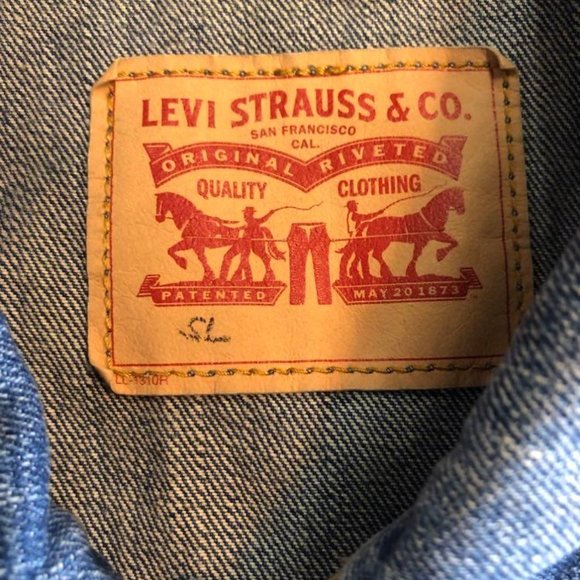 LEVI STRAUSS & CO.
SAN FRANCISCO
CAL.
ORIGINAL RIVETED
QUALITY CLOTHING
PATENTED MAY 20 1873